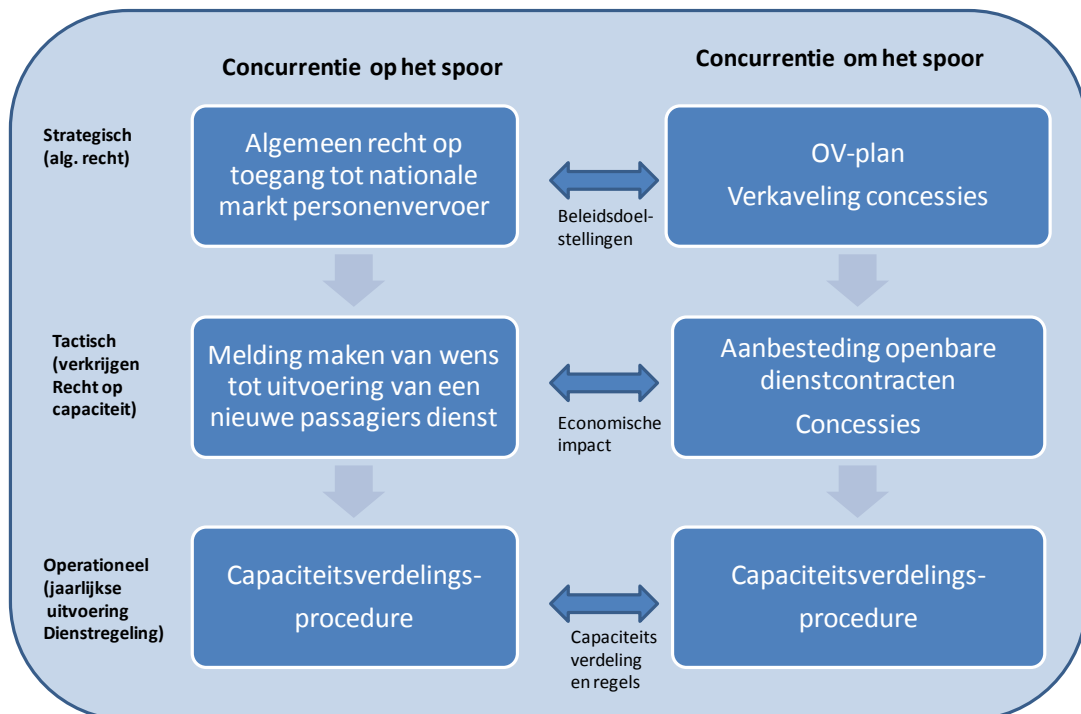 Concurrentie op het spoor
Concurrentie om het spoor
Strategisch
(alg. recht)
Algemeen recht op
toegang tot nationale
markt personenvervoer
Beleidsdoel-
stellingen
OV-plan
Verkaveling concessies
Tactisch
(verkrijgen
Recht op
capaciteit)
Melding maken van wens
tot uitvoering van een
nieuwe passagiers dienst
Economische
impact
Aanbesteding openbare
dienstcontracten
Concessies
Operationeel
(jaarlijkse
uitvoering
Dienstregeling)
Capaciteitsverdelings-
procedure
Capaciteits
verdeling
en regels
Capaciteitsverdelings-
procedure